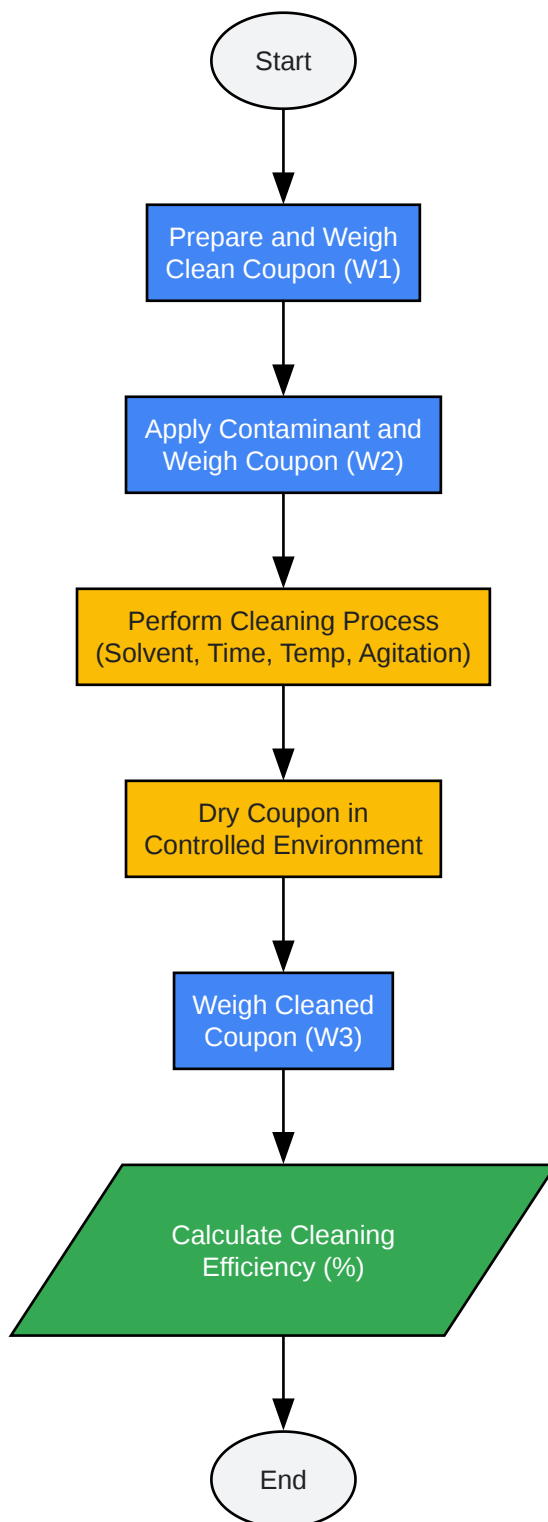 Start
Prepare and Weigh
Clean Coupon (W1)
Apply Contaminant and
Weigh Coupon (W2)
Perform Cleaning Process
(Solvent, Time, Temp, Agitation)
Dry Coupon in
Controlled Environment
Weigh Cleaned
Coupon (W3)
Calculate Cleaning
Efficiency (%)
End